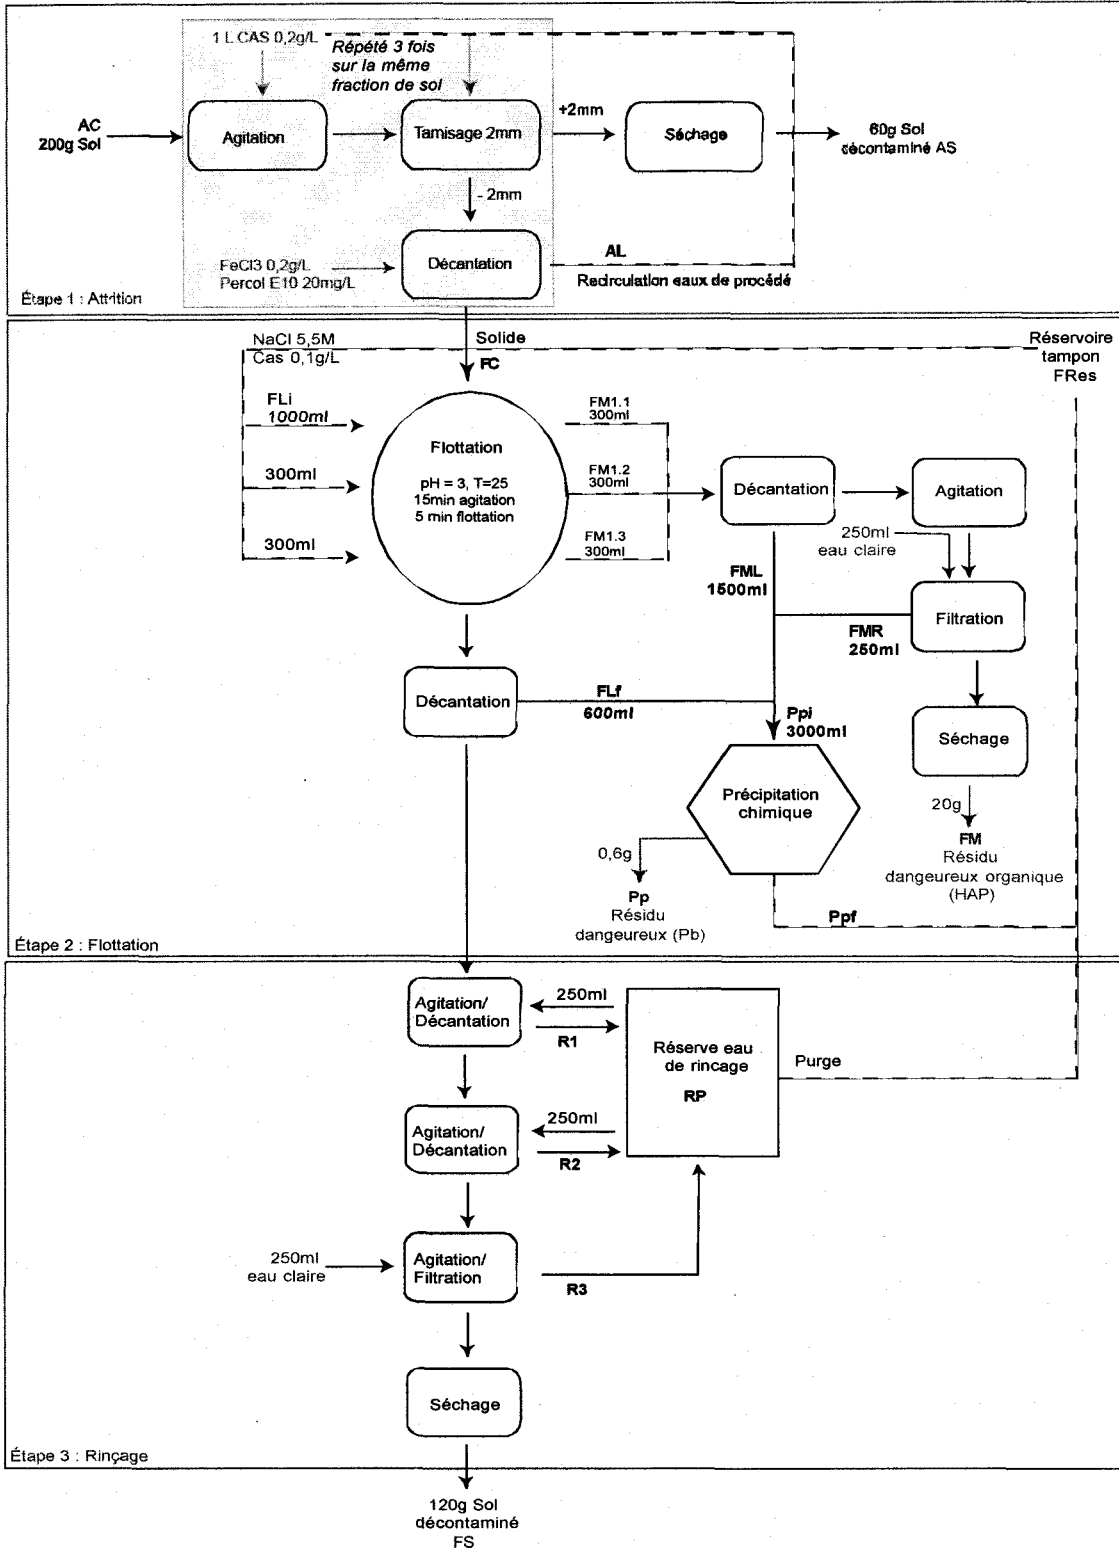 1 L CAS 0,2g/L
Répété 3 fois
sur la même
fraction de sol
AC
200g Sol
Agitation
Tamisage 2mm
+2mm
Séchage
60g Sol
décontaminé AS
- 2mm
FeCl3 0,2g/L
Percol E10 20mg/L
Décantation
AL
Recirculation eaux de procédé
Étape 1 : Attrition
NaCl 5,5M
Cas 0,1g/L
Solide
FC
Réservoire
tampon
FRes
FLi
1000ml
300ml
300ml
Flottation
pH = 3, T=25
15min agitation
5 min flottation
FM1.1
300ml
FM1.2
300ml
FM1.3
300ml
Décantation
Agitation
250ml
eau claire
FML
1500ml
Filtration
FMR
250ml
Décantation
FLf
600ml
Ppi
3000ml
Séchage
Précipitation
chimique
20g
FM
Résidu
dangeureux organique
(HAP)
0,6g
Pp
Résidu
dangeureux (Pb)
Ppf
Étape 2 : Flottation
Agitation/
Décantation
250ml
R1
Réserve eau
de rincage
RP
Purge
Agitation/
Décantation
250ml
R2
250ml
eau claire
Agitation/
Filtration
R3
Séchage
Étape 3 : Rinçage
120g Sol
décontaminé
FS